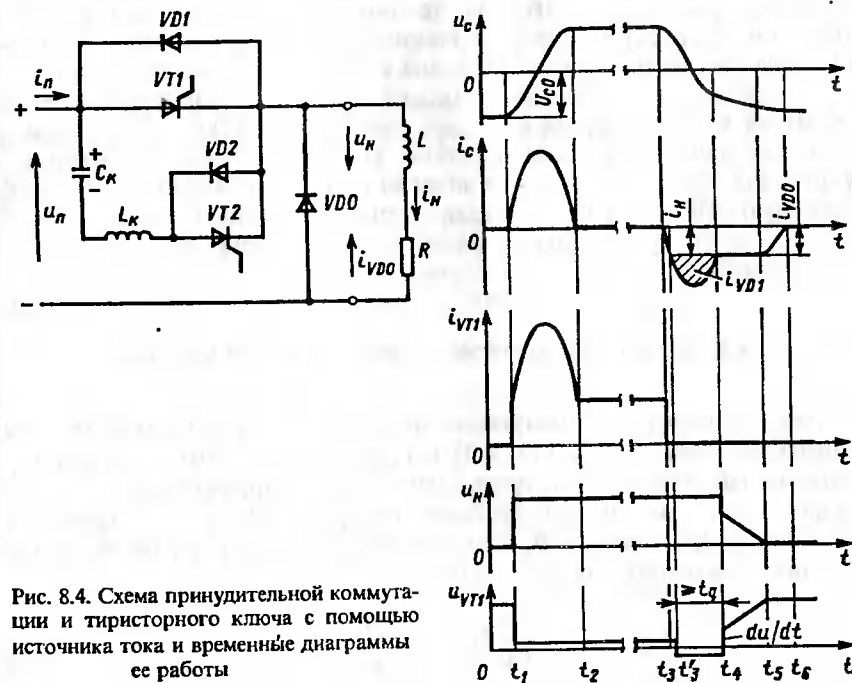 VD1
u_c
i_п
VT1
0
U_c0
t
+
C_к
+
−
VD2
u_н
L
i_c
u_п
L_к
VT2
VD0
i_н
i_н
i_VD0
i_VD0
R
0
i_VD1
t
−
i_VT1
0
t
u_н
0
t
Рис. 8.4. Схема принудительной коммута-
ции и тиристорного ключа с помощью
источника тока и временные диаграммы
ее работы
u_VT1
≥t_q
du/dt
0 t_1 t_2 t_3 t'_3 t_4 t_5 t_6 t